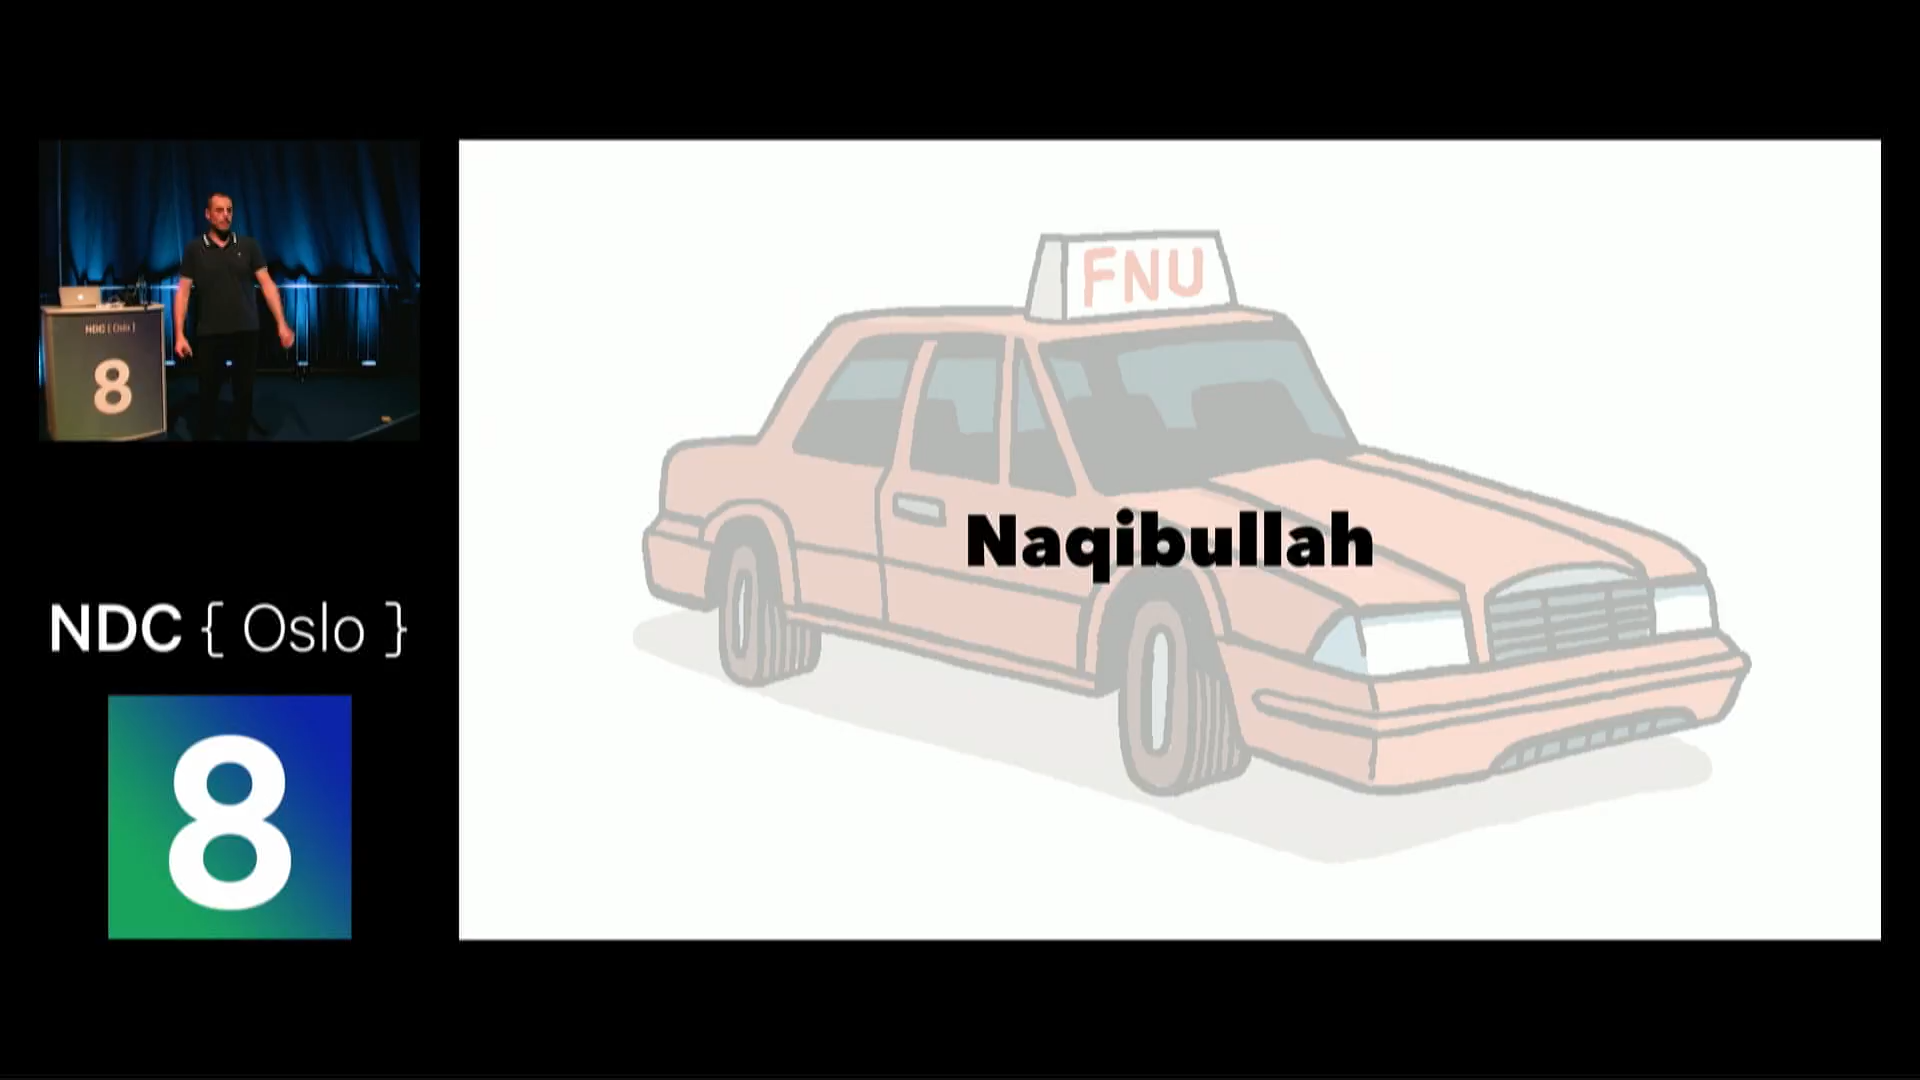 NDC { Oslo }
8
NDC { Oslo }
8
FNU
Naqibullah